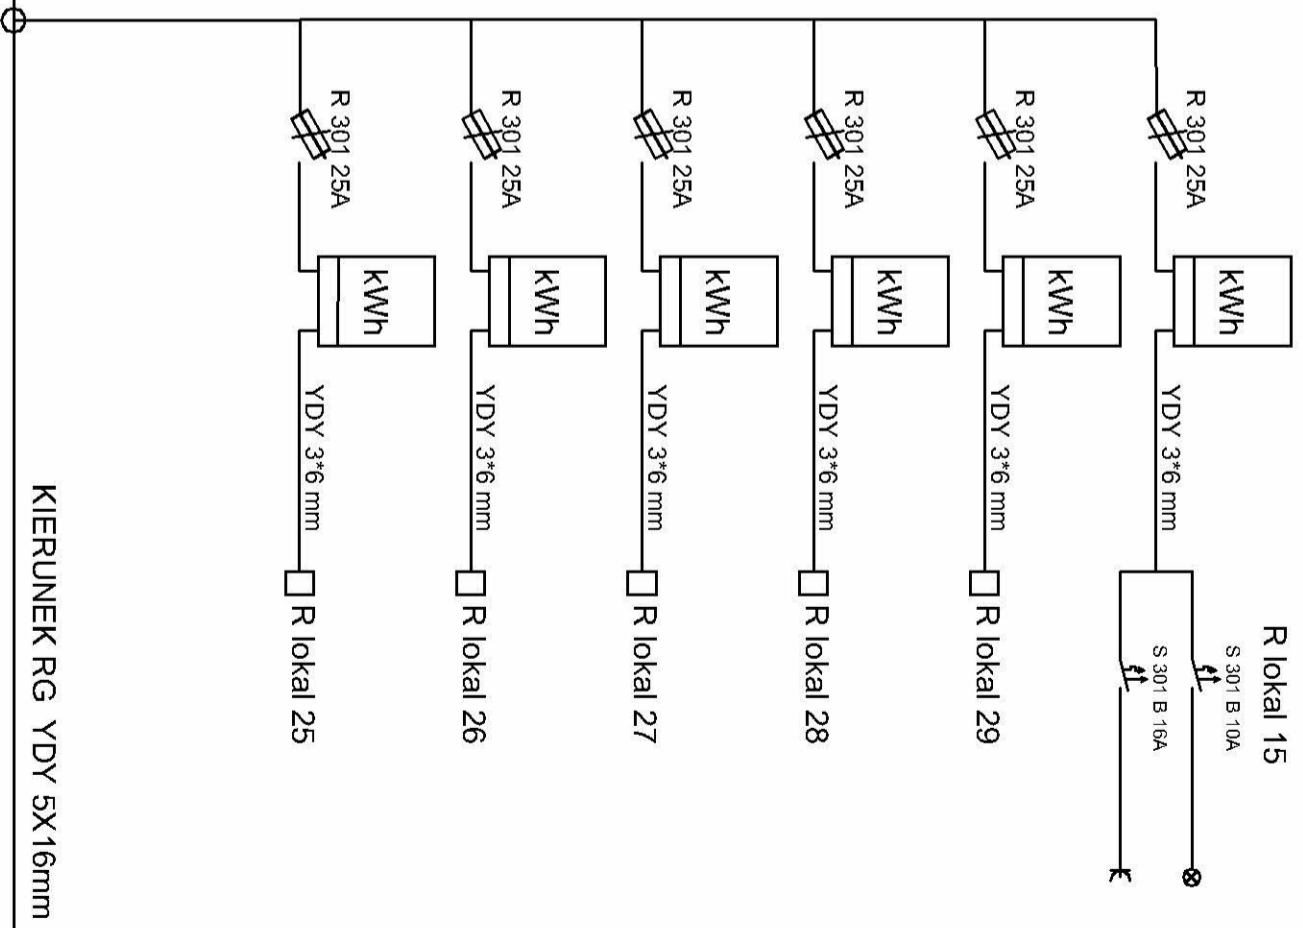 R 301 25A
kWh
YDY 3*6 mm
R lokal 15
S 301 B 10A
S 301 B 16A
R 301 25A
kWh
YDY 3*6 mm
R lokal 29
R 301 25A
kWh
YDY 3*6 mm
R lokal 28
R 301 25A
kWh
YDY 3*6 mm
R lokal 27
R 301 25A
kWh
YDY 3*6 mm
R lokal 26
R 301 25A
kWh
YDY 3*6 mm
R lokal 25
KIERUNEK RG YDY 5X16mm